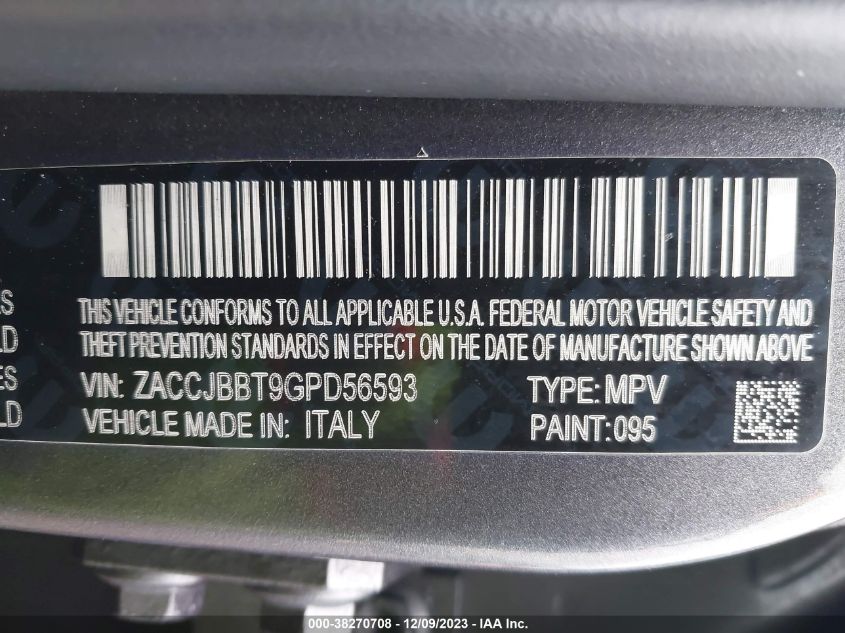 THIS VEHICLE CONFORMS TO ALL APPLICABLE U.S.A. FEDERAL MOTOR VEHICLE SAFETY AND
THEFT PREVENTION STANDARDS IN EFFECT ON THE DATE OF MANUFACTURE SHOWN ABOVE
VIN: ZACCJBBT9GPD56593 TYPE: MPV
VEHICLE MADE IN: ITALY PAINT: 095
000-38270708 - 12/09/2023 - IAA Inc.